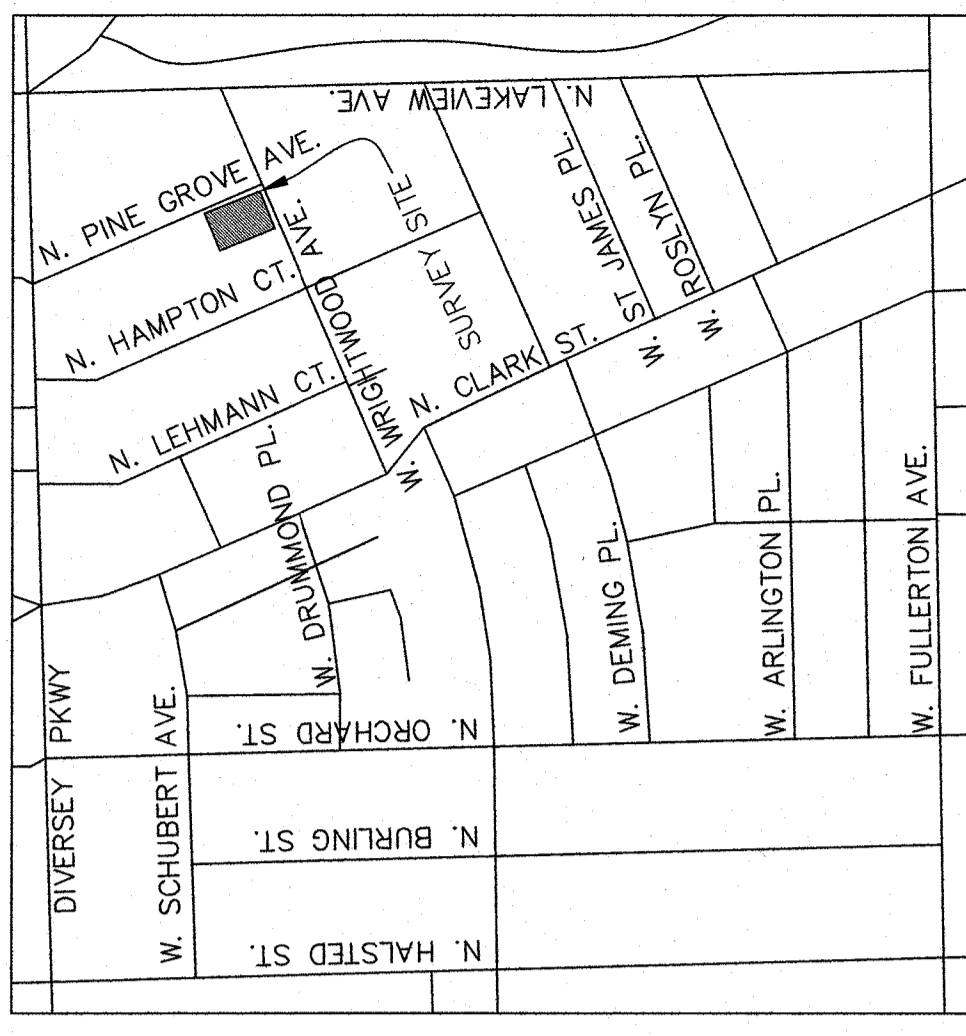 N. LAKEVIEW AVE.
N. PINE GROVE AVE.
N. HAMPTON CT.
N. LEHMANN CT.
W. WRIGHTWOOD AVE.
SURVEY SITE
N. CLARK ST.
W. ST JAMES PL.
W. ROSLYN PL.
W. DRUMMOND PL.
DIVERSEY PKWY
W. SCHUBERT AVE.
N. ORCHARD ST.
W. DEMING PL.
W. ARLINGTON PL.
W. FULLERTON AVE.
N. BURLING ST.
N. HALSTED ST.